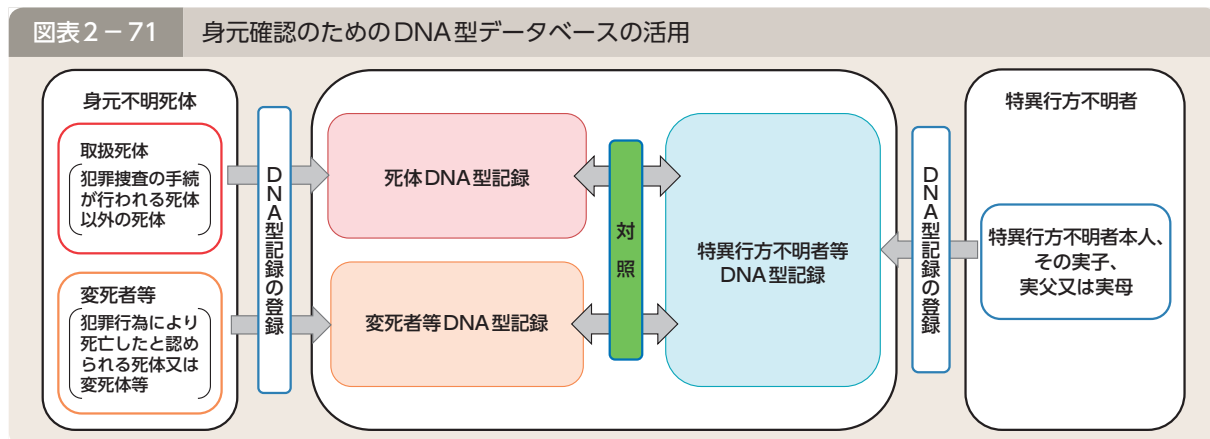 図表2－71 身元確認のためのDNA型データベースの活用
身元不明死体
取扱死体
犯罪捜査の手続
が行われる死体
以外の死体
変死者等
犯罪行為により
死亡したと認め
られる死体又は
変死体等
DNA型記録の登録
死体DNA型記録
変死者等DNA型記録
対照
特異行方不明者等
DNA型記録
DNA型記録の登録
特異行方不明者
特異行方不明者本人、
その実子、
実父又は実母